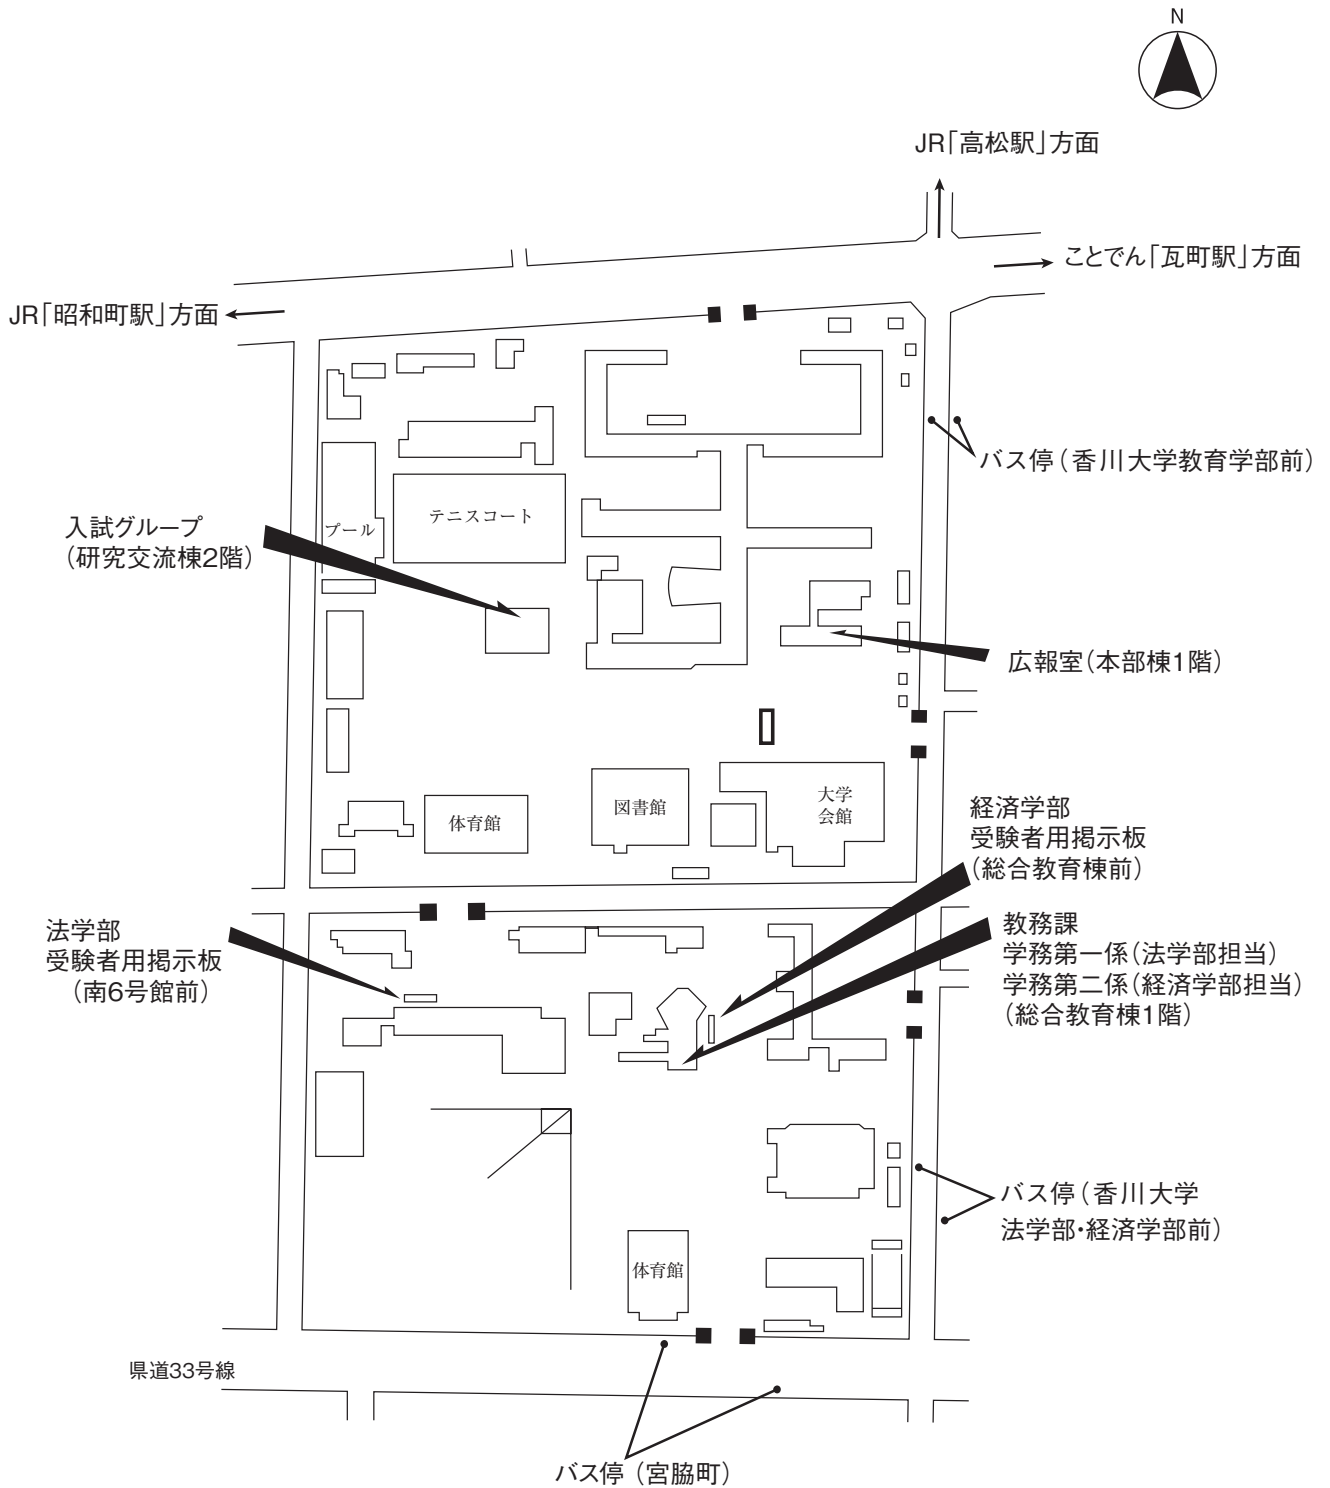 N
JR「高松駅」方面
ことでん「瓦町駅」方面
JR「昭和町駅」方面
バス停（香川大学教育学部前）
入試グループ
（研究交流棟2階）
プール
テニスコート
広報室（本部棟1階）
体育館
図書館
大学
会館
経済学部
受験者用掲示板
（総合教育棟前）
法学部
受験者用掲示板
（南6号館前）
教務課
学務第一係（法学部担当）
学務第二係（経済学部担当）
（総合教育棟1階）
バス停（香川大学
法学部・経済学部前）
体育館
県道33号線
バス停（宮脇町）